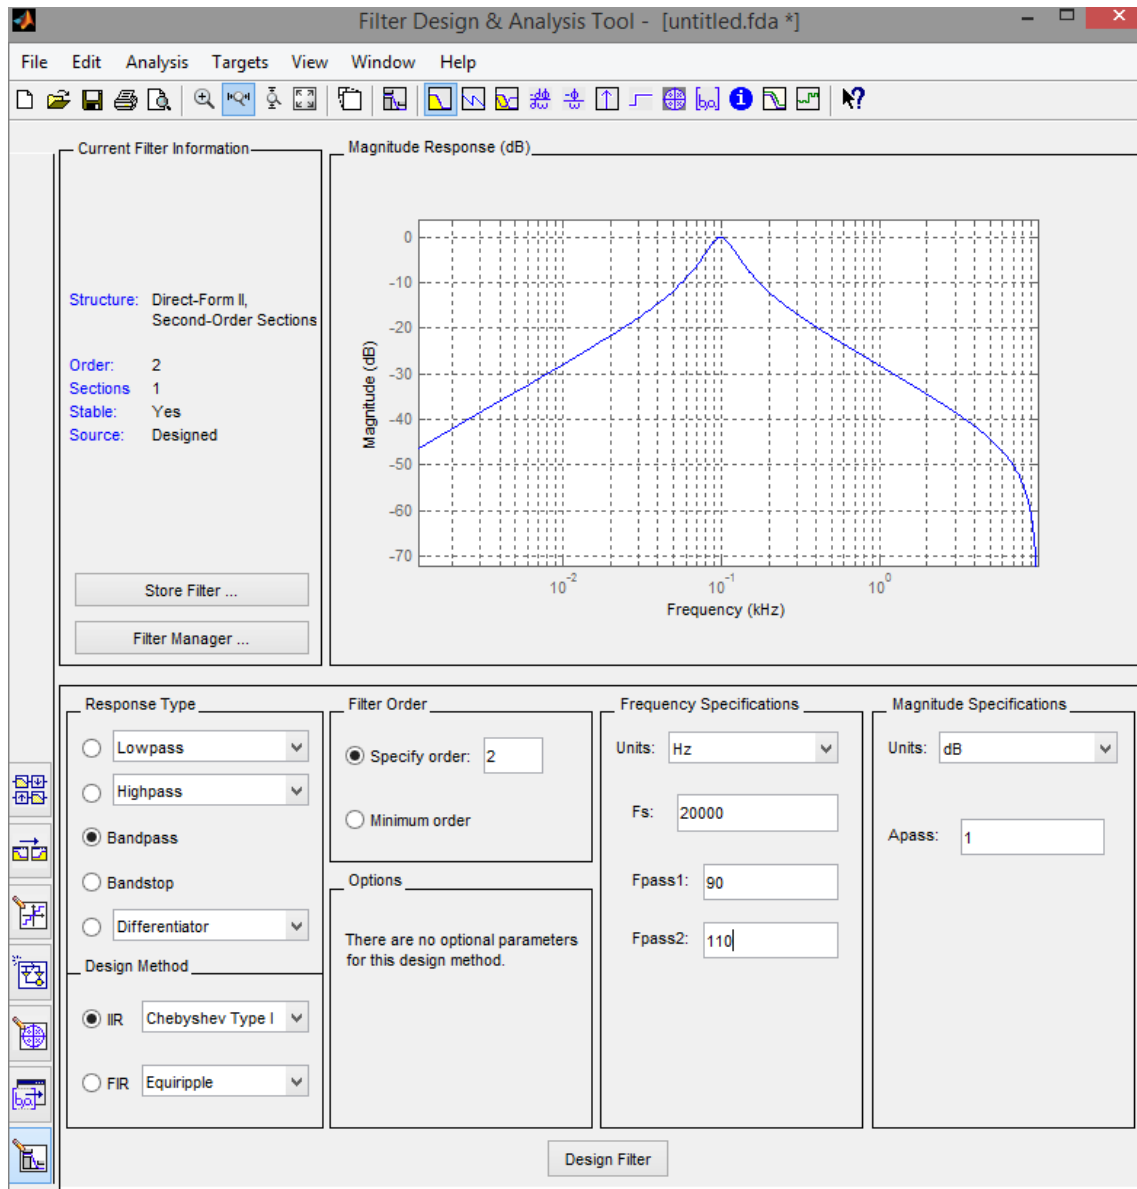 Filter Design & Analysis Tool - [untitled.fda *]
File Edit Analysis Targets View Window Help
Current Filter Information
Structure: Direct-Form II,
Second-Order Sections
Order: 2
Sections 1
Stable: Yes
Source: Designed
Store Filter ...
Filter Manager ...
Magnitude Response (dB)
0
-10
-20
-30
-40
-50
-60
-70
Magnitude (dB)
10^-2 10^-1 10^0
Frequency (kHz)
Response Type
Lowpass
Highpass
Bandpass
Bandstop
Differentiator
Design Method
IIR Chebyshev Type I
FIR Equiripple
Filter Order
Specify order: 2
Minimum order
Options
There are no optional parameters
for this design method.
Frequency Specifications
Units: Hz
Fs: 20000
Fpass1: 90
Fpass2: 110
Magnitude Specifications
Units: dB
Apass: 1
Design Filter